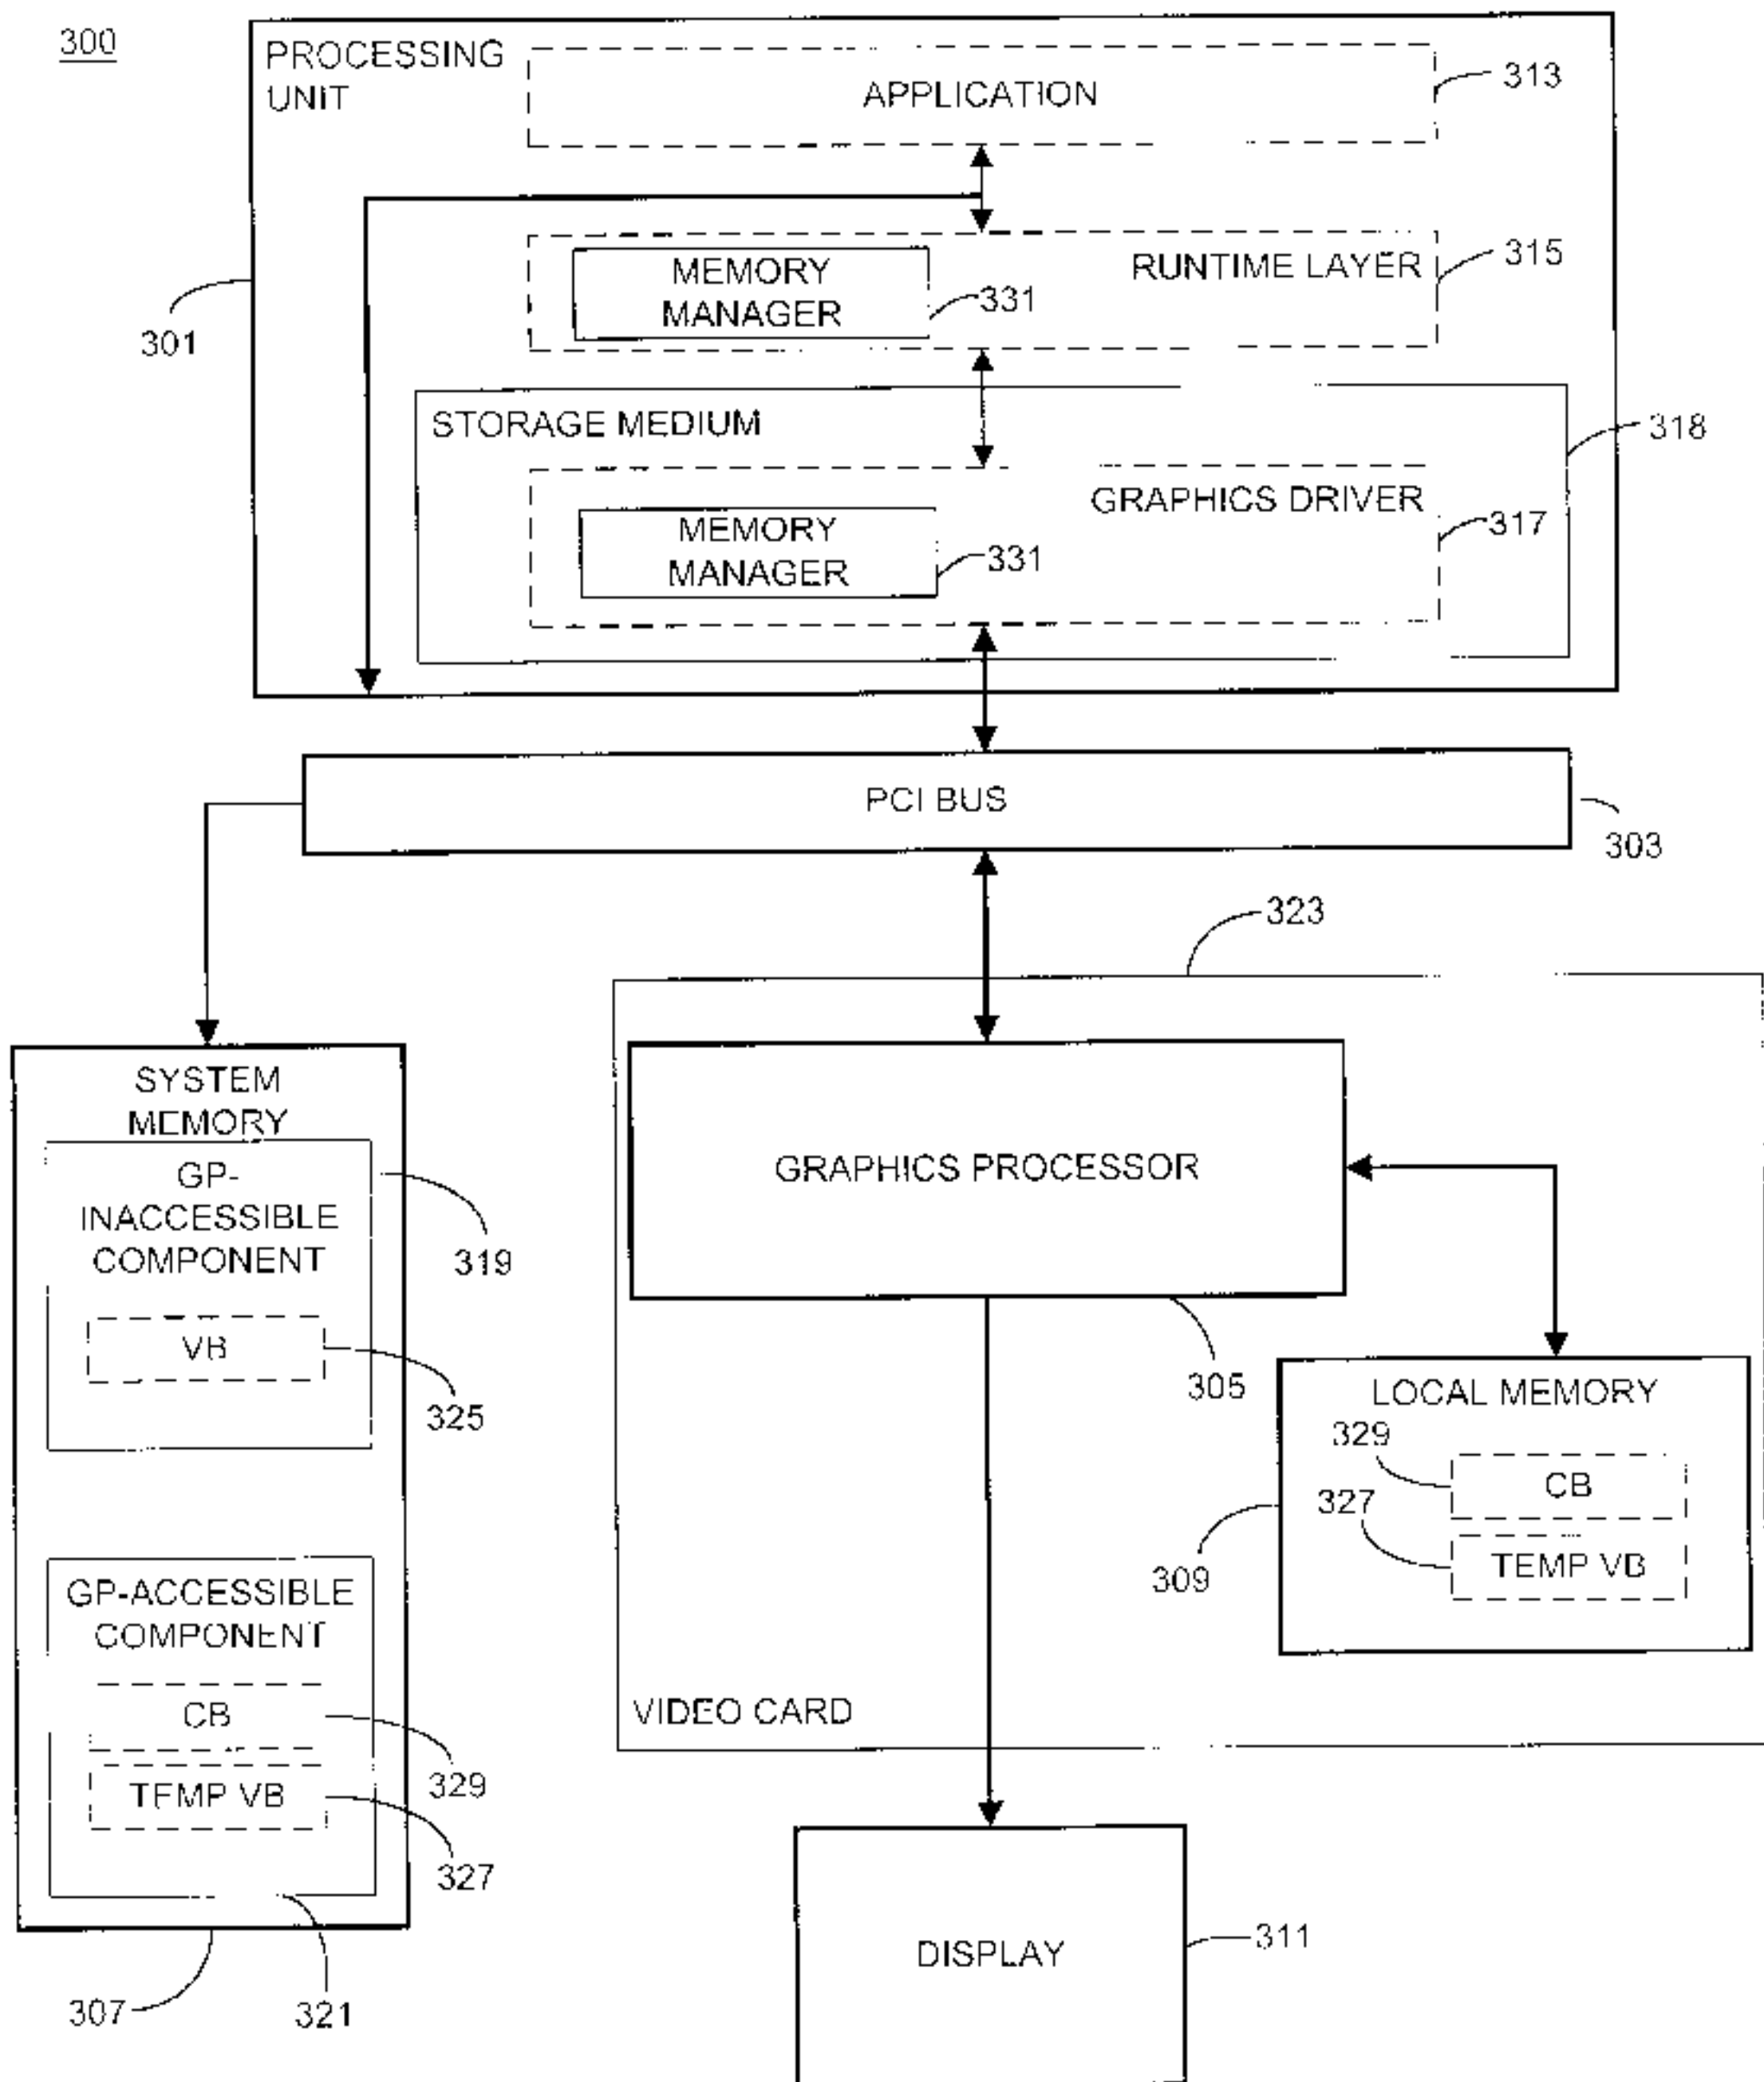 300
PROCESSING
UNIT
APPLICATION
313
MEMORY
MANAGER
331
RUNTIME LAYER
315
301
STORAGE MEDIUM
318
GRAPHICS DRIVER
MEMORY
MANAGER
331
317
PCI BUS
303
323
SYSTEM
MEMORY
GP-
INACCESSIBLE
COMPONENT
319
VB
325
GRAPHICS PROCESSOR
305
LOCAL MEMORY
329
CB
327
TEMP VB
309
GP-ACCESSIBLE
COMPONENT
CB
329
TEMP VB
327
VIDEO CARD
307
321
DISPLAY
311